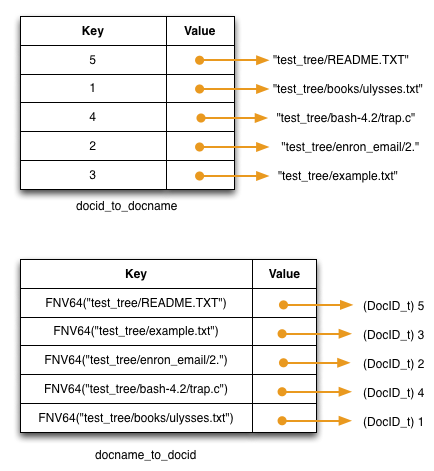 Key Value
5 "test_tree/README.TXT"
1 "test_tree/books/ulysses.txt"
4 "test_tree/bash-4.2/trap.c"
2 "test_tree/enron_email/2."
3 "test_tree/example.txt"
docid_to_docname
Key Value
FNV64("test_tree/README.TXT") (DocID_t) 5
FNV64("test_tree/example.txt") (DocID_t) 3
FNV64("test_tree/enron_email/2.") (DocID_t) 2
FNV64("test_tree/bash-4.2/trap.c") (DocID_t) 4
FNV64("test_tree/books/ulysses.txt") (DocID_t) 1
docname_to_docid